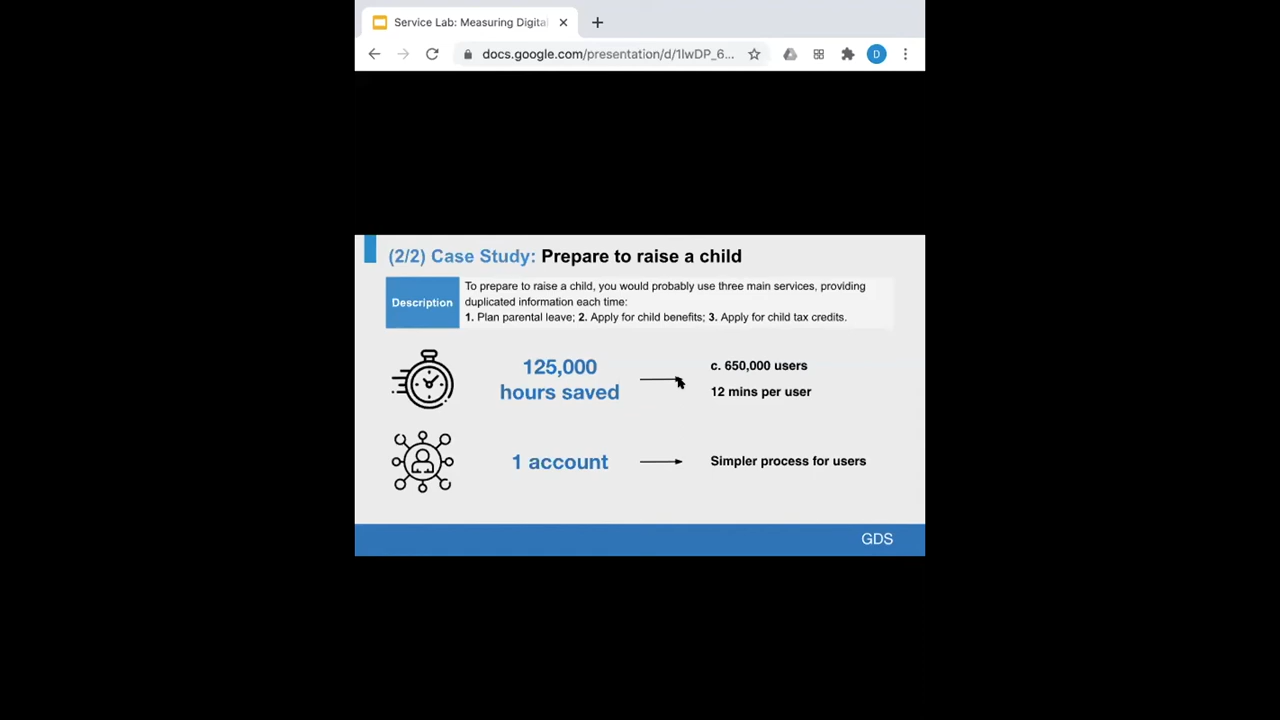 Service Lab: Measuring Digital
docs.google.com/presentation/d/1lwDP_6...
D
(2/2) Case Study: Prepare to raise a child
Description
To prepare to raise a child, you would probably use three main services, providing
duplicated information each time:
1. Plan parental leave; 2. Apply for child benefits; 3. Apply for child tax credits.
125,000
hours saved
c. 650,000 users
12 mins per user
1 account
Simpler process for users
GDS